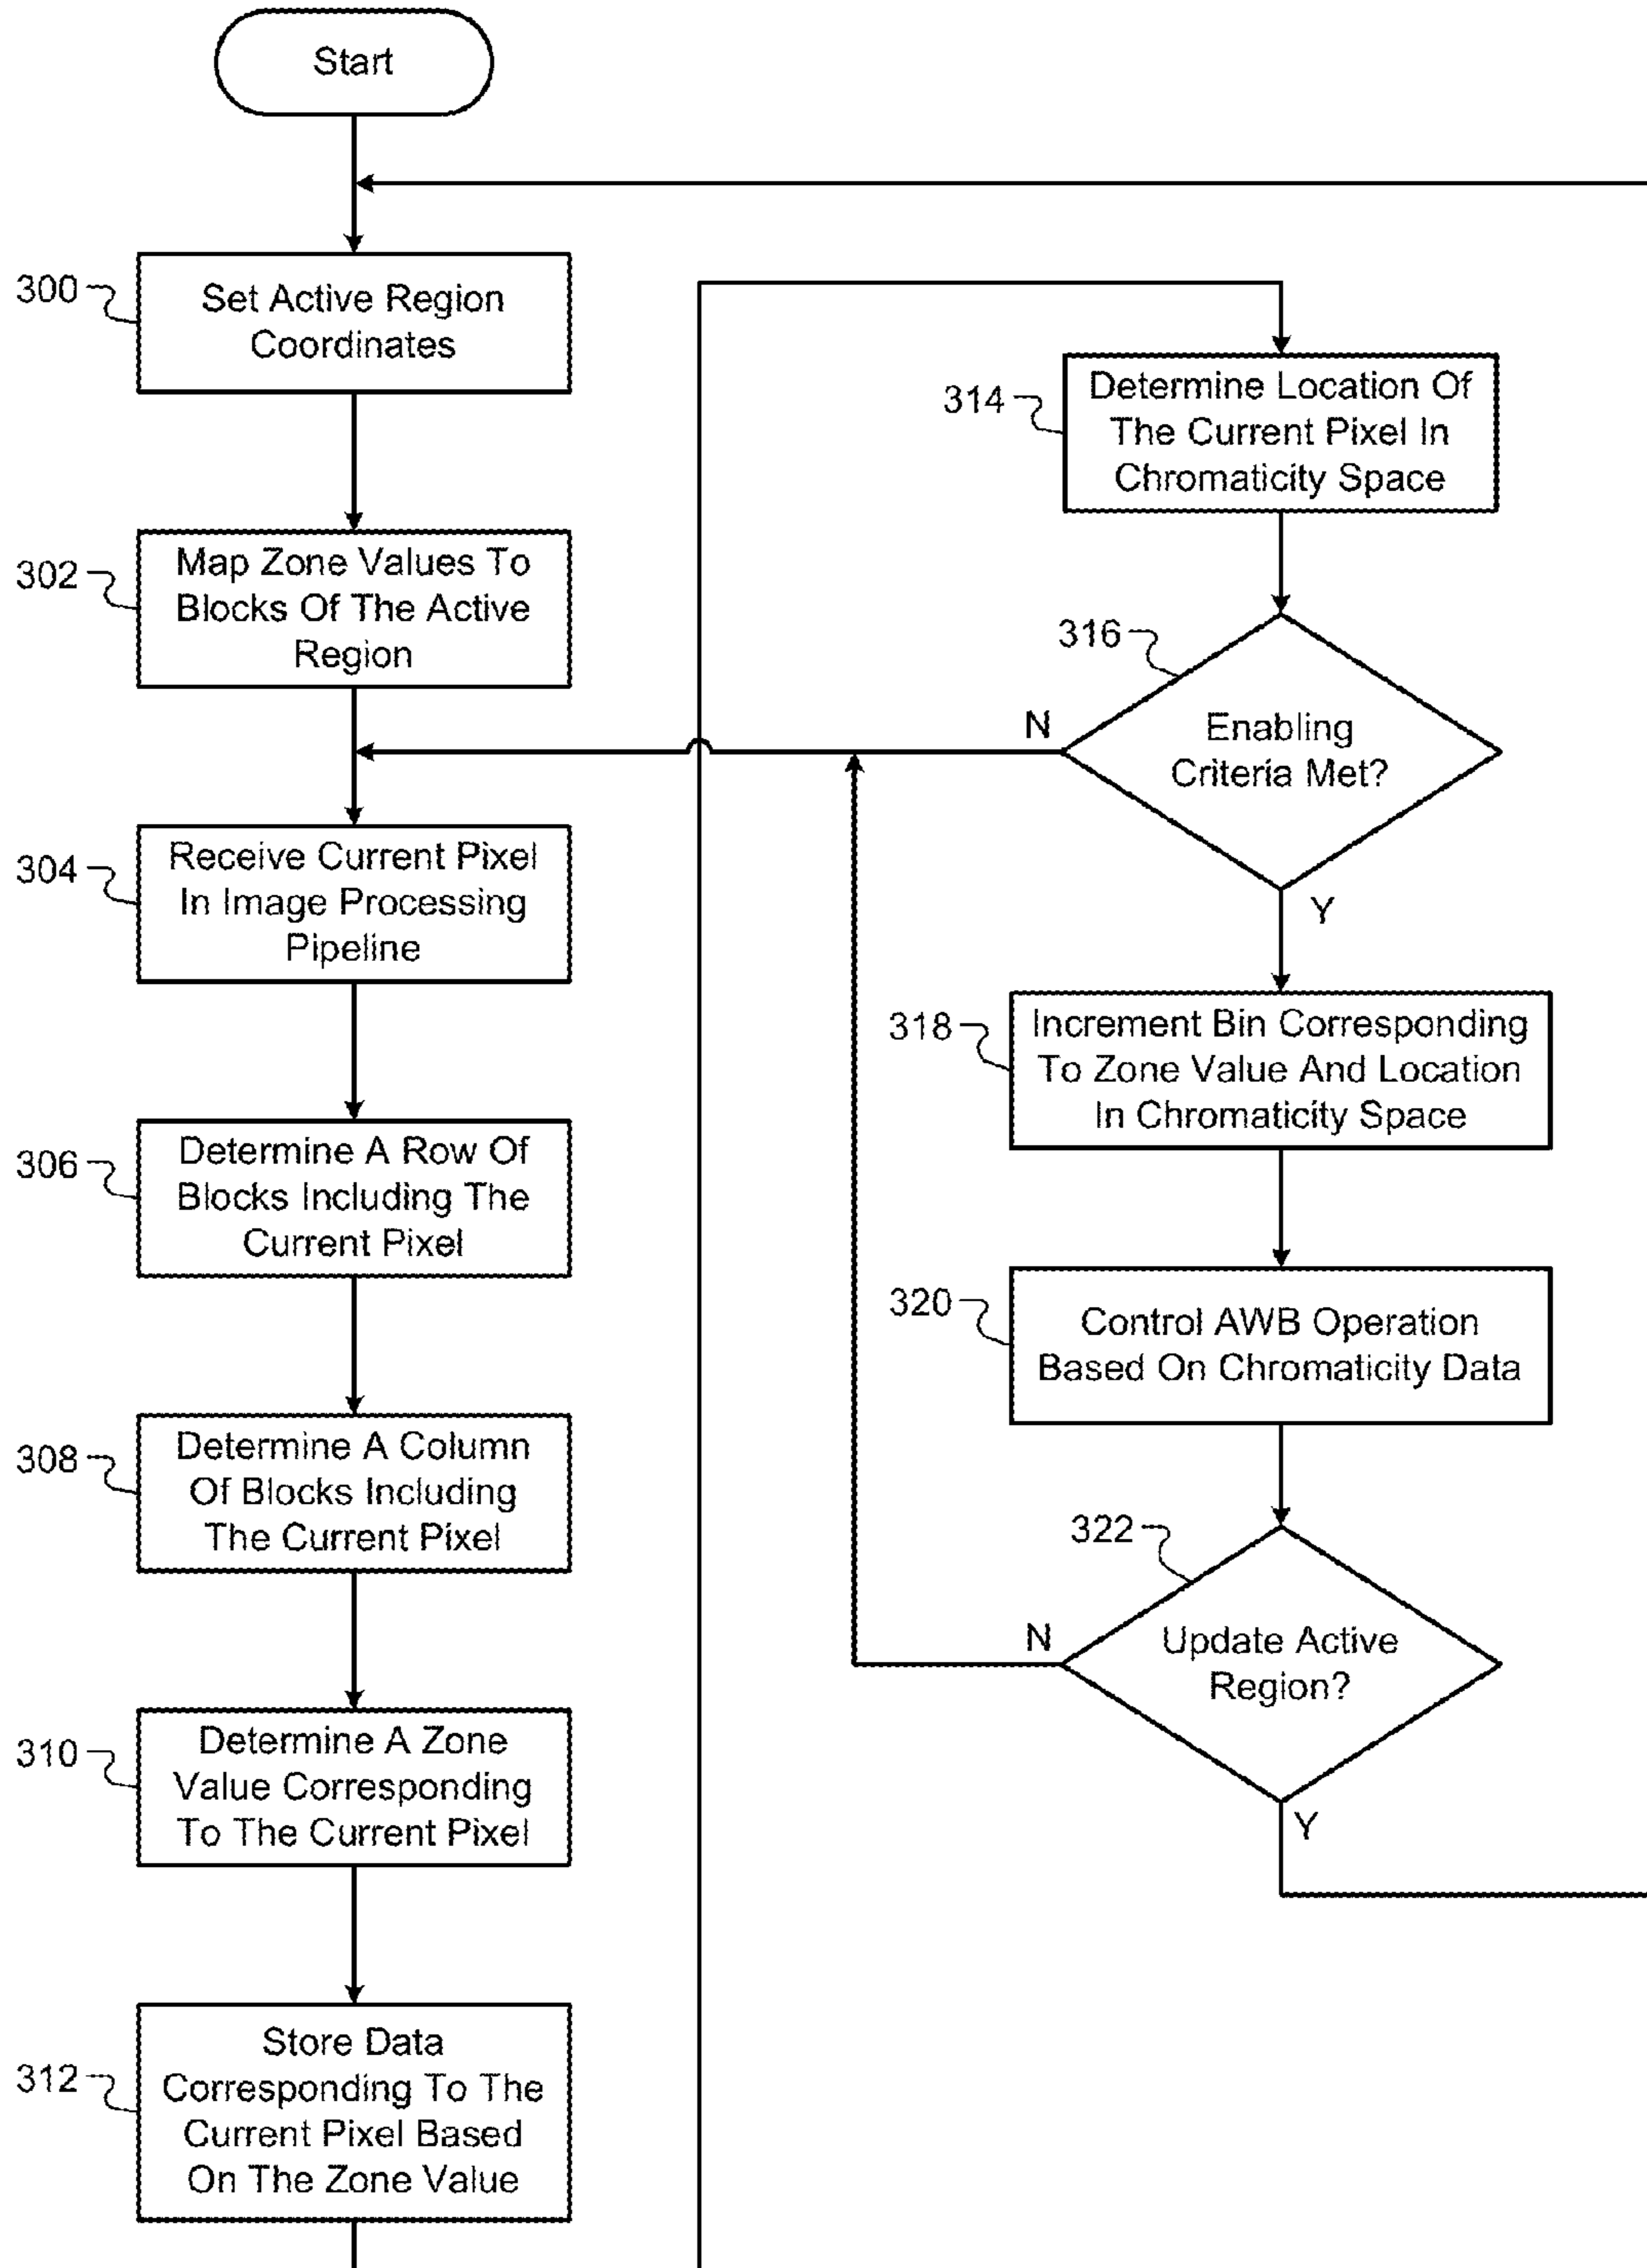 Start
300
Set Active Region
Coordinates
302
Map Zone Values To
Blocks Of The Active
Region
304
Receive Current Pixel
In Image Processing
Pipeline
306
Determine A Row Of
Blocks Including The
Current Pixel
308
Determine A Column
Of Blocks Including
The Current Pixel
310
Determine A Zone
Value Corresponding
To The Current Pixel
312
Store Data
Corresponding To The
Current Pixel Based
On The Zone Value
314
Determine Location Of
The Current Pixel In
Chromaticity Space
316
Enabling
Criteria Met?
N
Y
318
Increment Bin Corresponding
To Zone Value And Location
In Chromaticity Space
320
Control AWB Operation
Based On Chromaticity Data
322
Update Active
Region?
N
Y